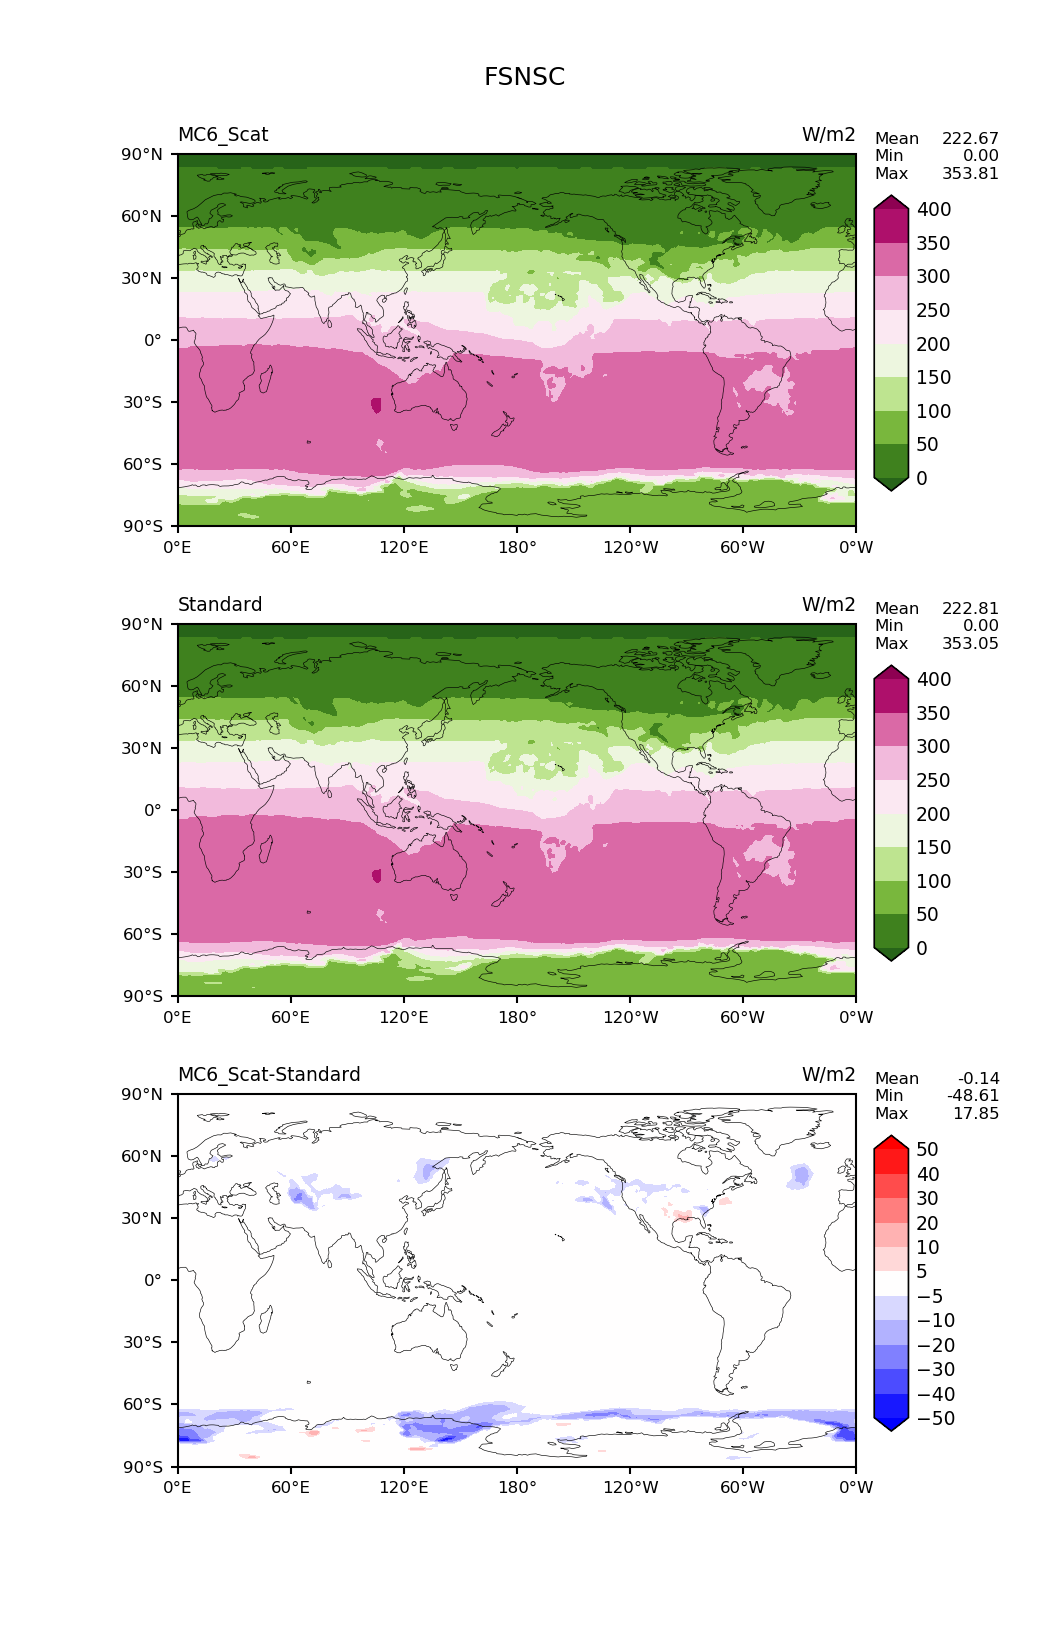 FSNSC
MC6_Scat W/m2
Mean 222.67
Min 0.00
Max 353.81
90°N
60°N
30°N
0°
30°S
60°S
90°S
0°E 60°E 120°E 180° 120°W 60°W 0°W
400
350
300
250
200
150
100
50
0
Standard W/m2
Mean 222.81
Min 0.00
Max 353.05
90°N
60°N
30°N
0°
30°S
60°S
90°S
0°E 60°E 120°E 180° 120°W 60°W 0°W
400
350
300
250
200
150
100
50
0
MC6_Scat-Standard W/m2
Mean -0.14
Min -48.61
Max 17.85
90°N
60°N
30°N
0°
30°S
60°S
90°S
0°E 60°E 120°E 180° 120°W 60°W 0°W
50
40
30
20
10
5
−5
−10
−20
−30
−40
−50